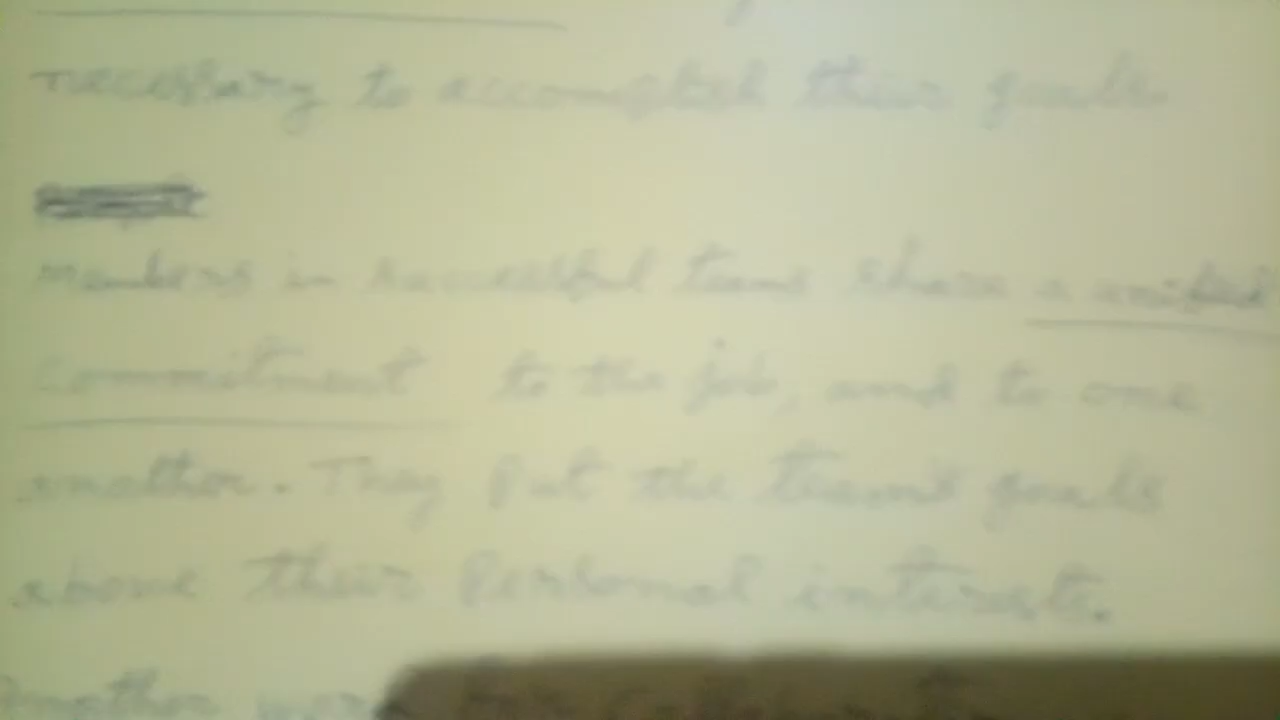 necessary to accomplish their goals.
Members in successful teams share a unified
commitment to the job, and to one
another. They put the team's goals
above their personal interests.
Another